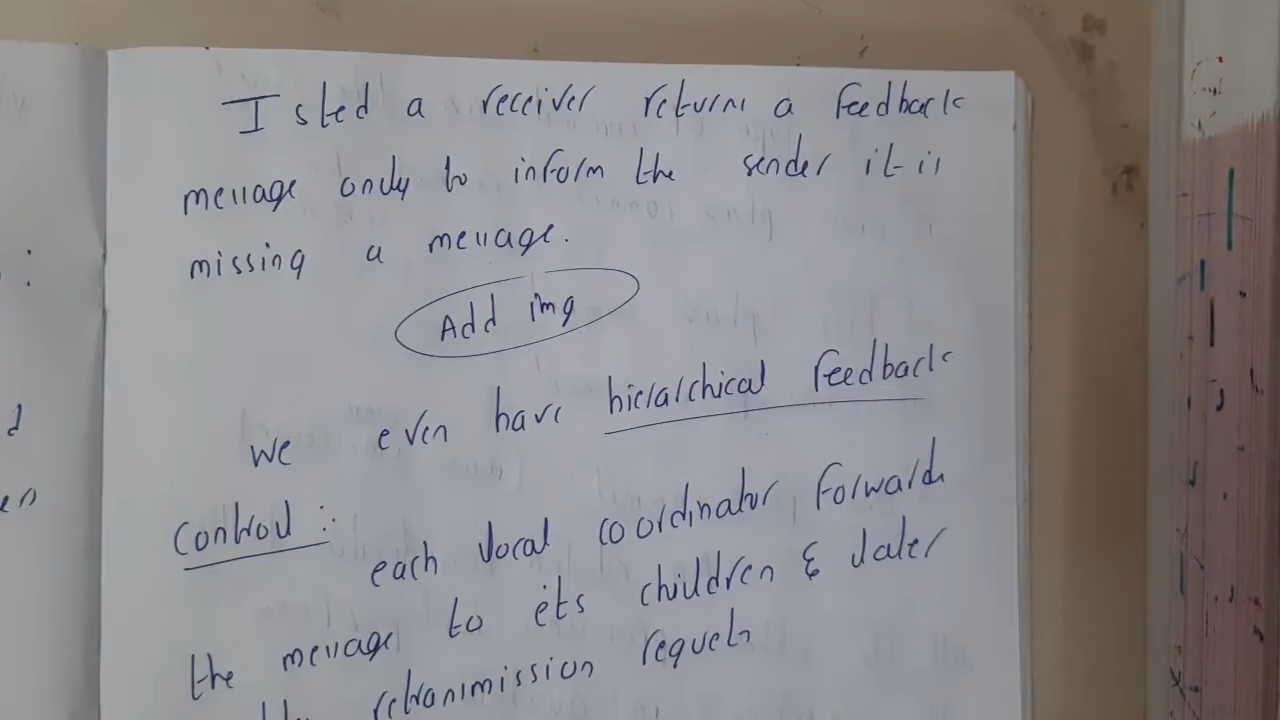 Isted a receiver returns a feedback
message only to inform the sender it is
missing a message.
Add img
we even have hierarchical feedback
control :
each local coordinator forwards
the message to its children & later
retransmission requests